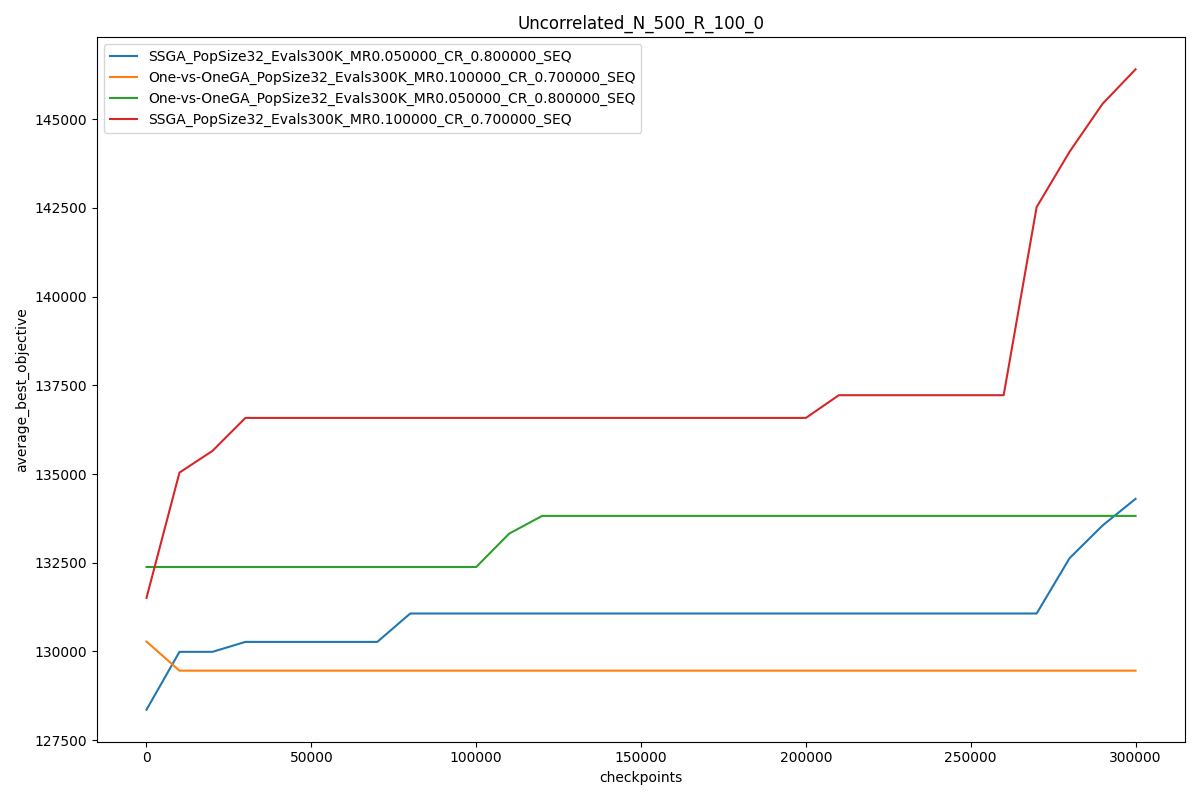 Uncorrelated_N_500_R_100_0
SSGA_PopSize32_Evals300K_MR0.050000_CR_0.800000_SEQ
One-vs-OneGA_PopSize32_Evals300K_MR0.100000_CR_0.700000_SEQ
One-vs-OneGA_PopSize32_Evals300K_MR0.050000_CR_0.800000_SEQ
SSGA_PopSize32_Evals300K_MR0.100000_CR_0.700000_SEQ
145000
142500
140000
137500
135000
132500
130000
127500
average_best_objective
0 50000 100000 150000 200000 250000 300000
checkpoints